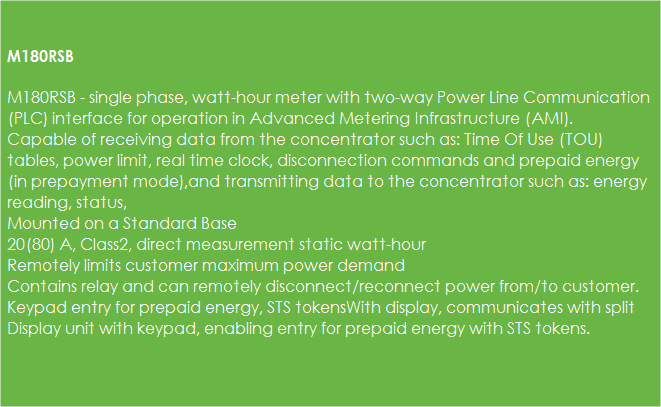 M180RSB
M180RSB - single phase, watt-hour meter with two-way Power Line Communication
(PLC) interface for operation in Advanced Metering Infrastructure (AMI).
Capable of receiving data from the concentrator such as: Time Of Use (TOU)
tables, power limit, real time clock, disconnection commands and prepaid energy
(in prepayment mode),and transmitting data to the concentrator such as: energy
reading, status,
Mounted on a Standard Base
20(80) A, Class2, direct measurement static watt-hour
Remotely limits customer maximum power demand
Contains relay and can remotely disconnect/reconnect power from/to customer.
Keypad entry for prepaid energy, STS tokensWith display, communicates with split
Display unit with keypad, enabling entry for prepaid energy with STS tokens.